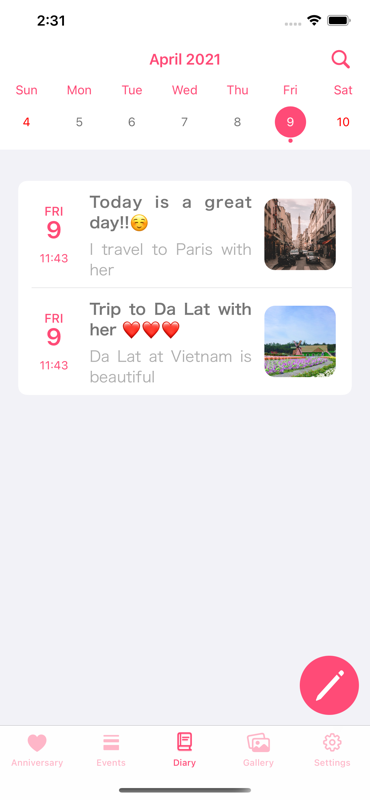 2:31
April 2021
Sun Mon Tue Wed Thu Fri Sat
4 5 6 7 8 9 10
FRI
9
11:43
Today is a great
day!!☺️
I travel to Paris with
her
FRI
9
11:43
Trip to Da Lat with
her ❤️❤️❤️
Da Lat at Vietnam is
beautiful
Anniversary Events Diary Gallery Settings